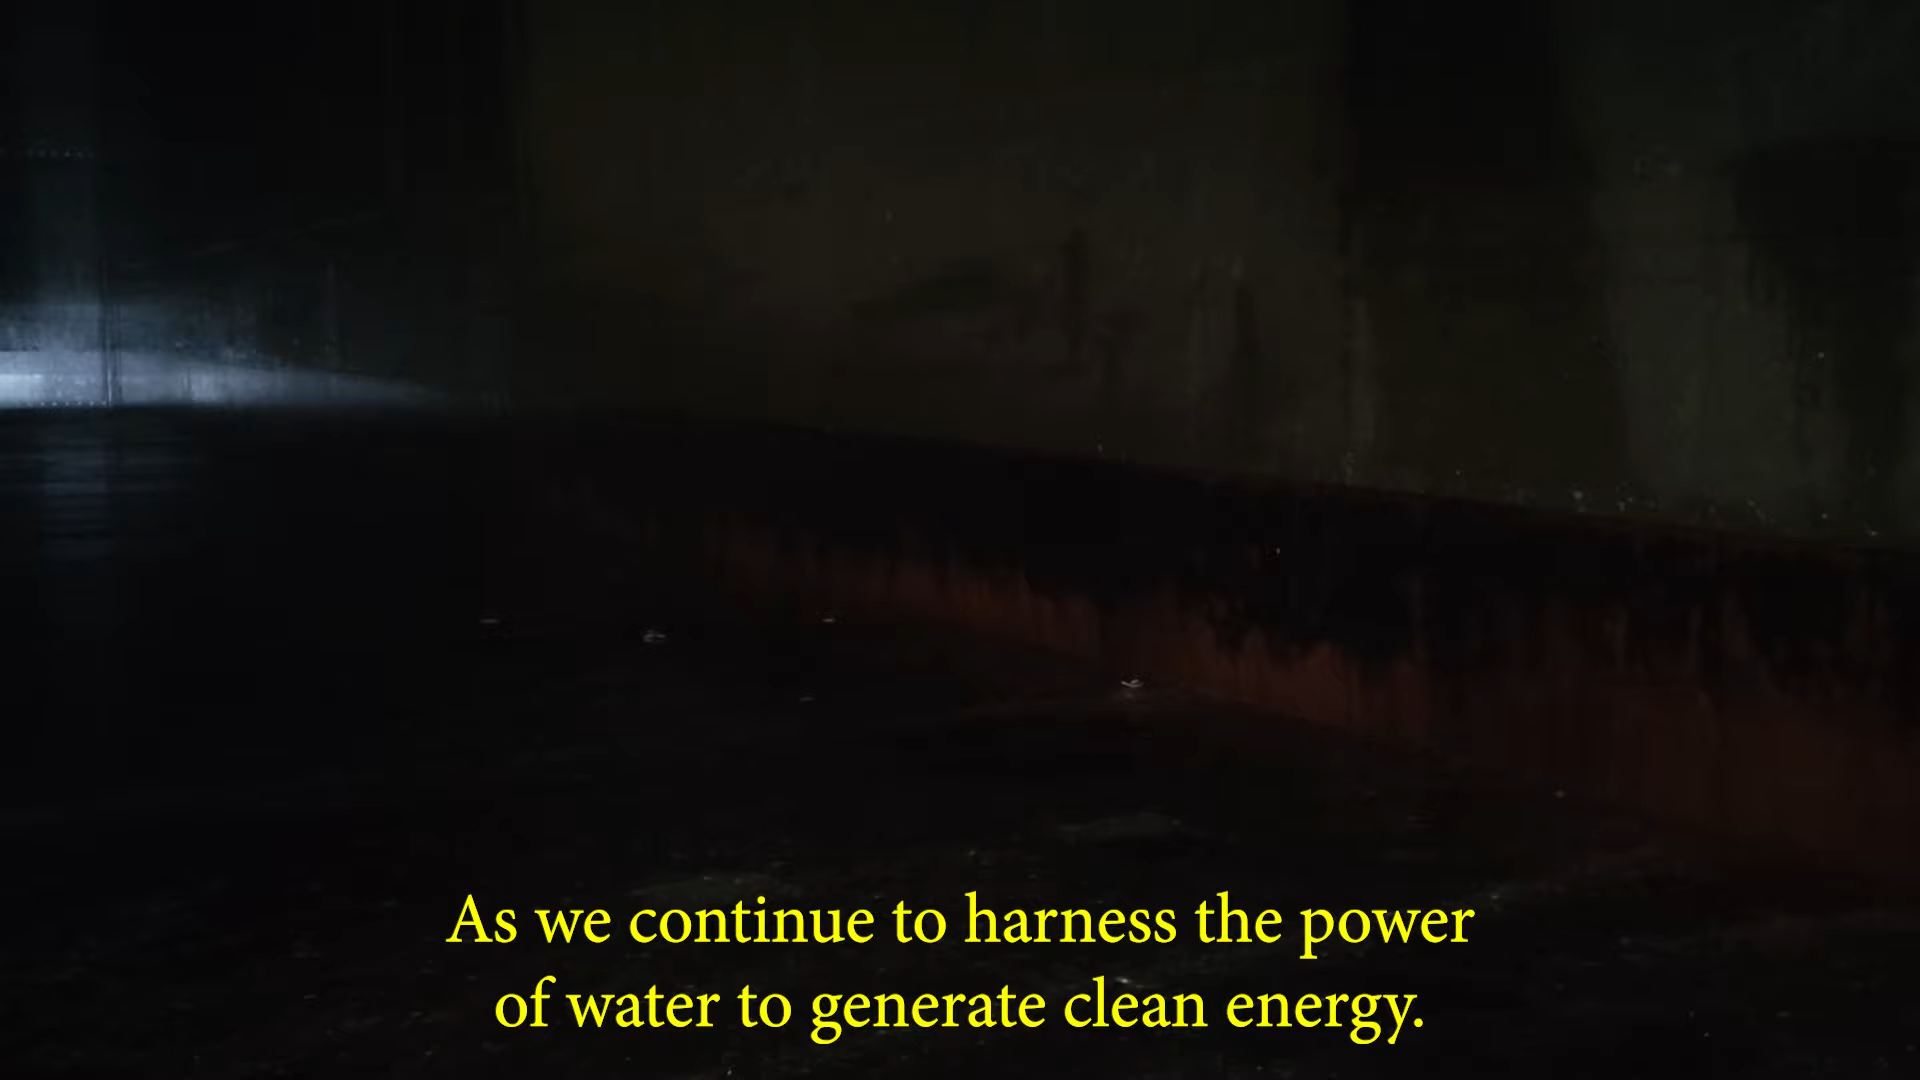 As we continue to harness the power
of water to generate clean energy.